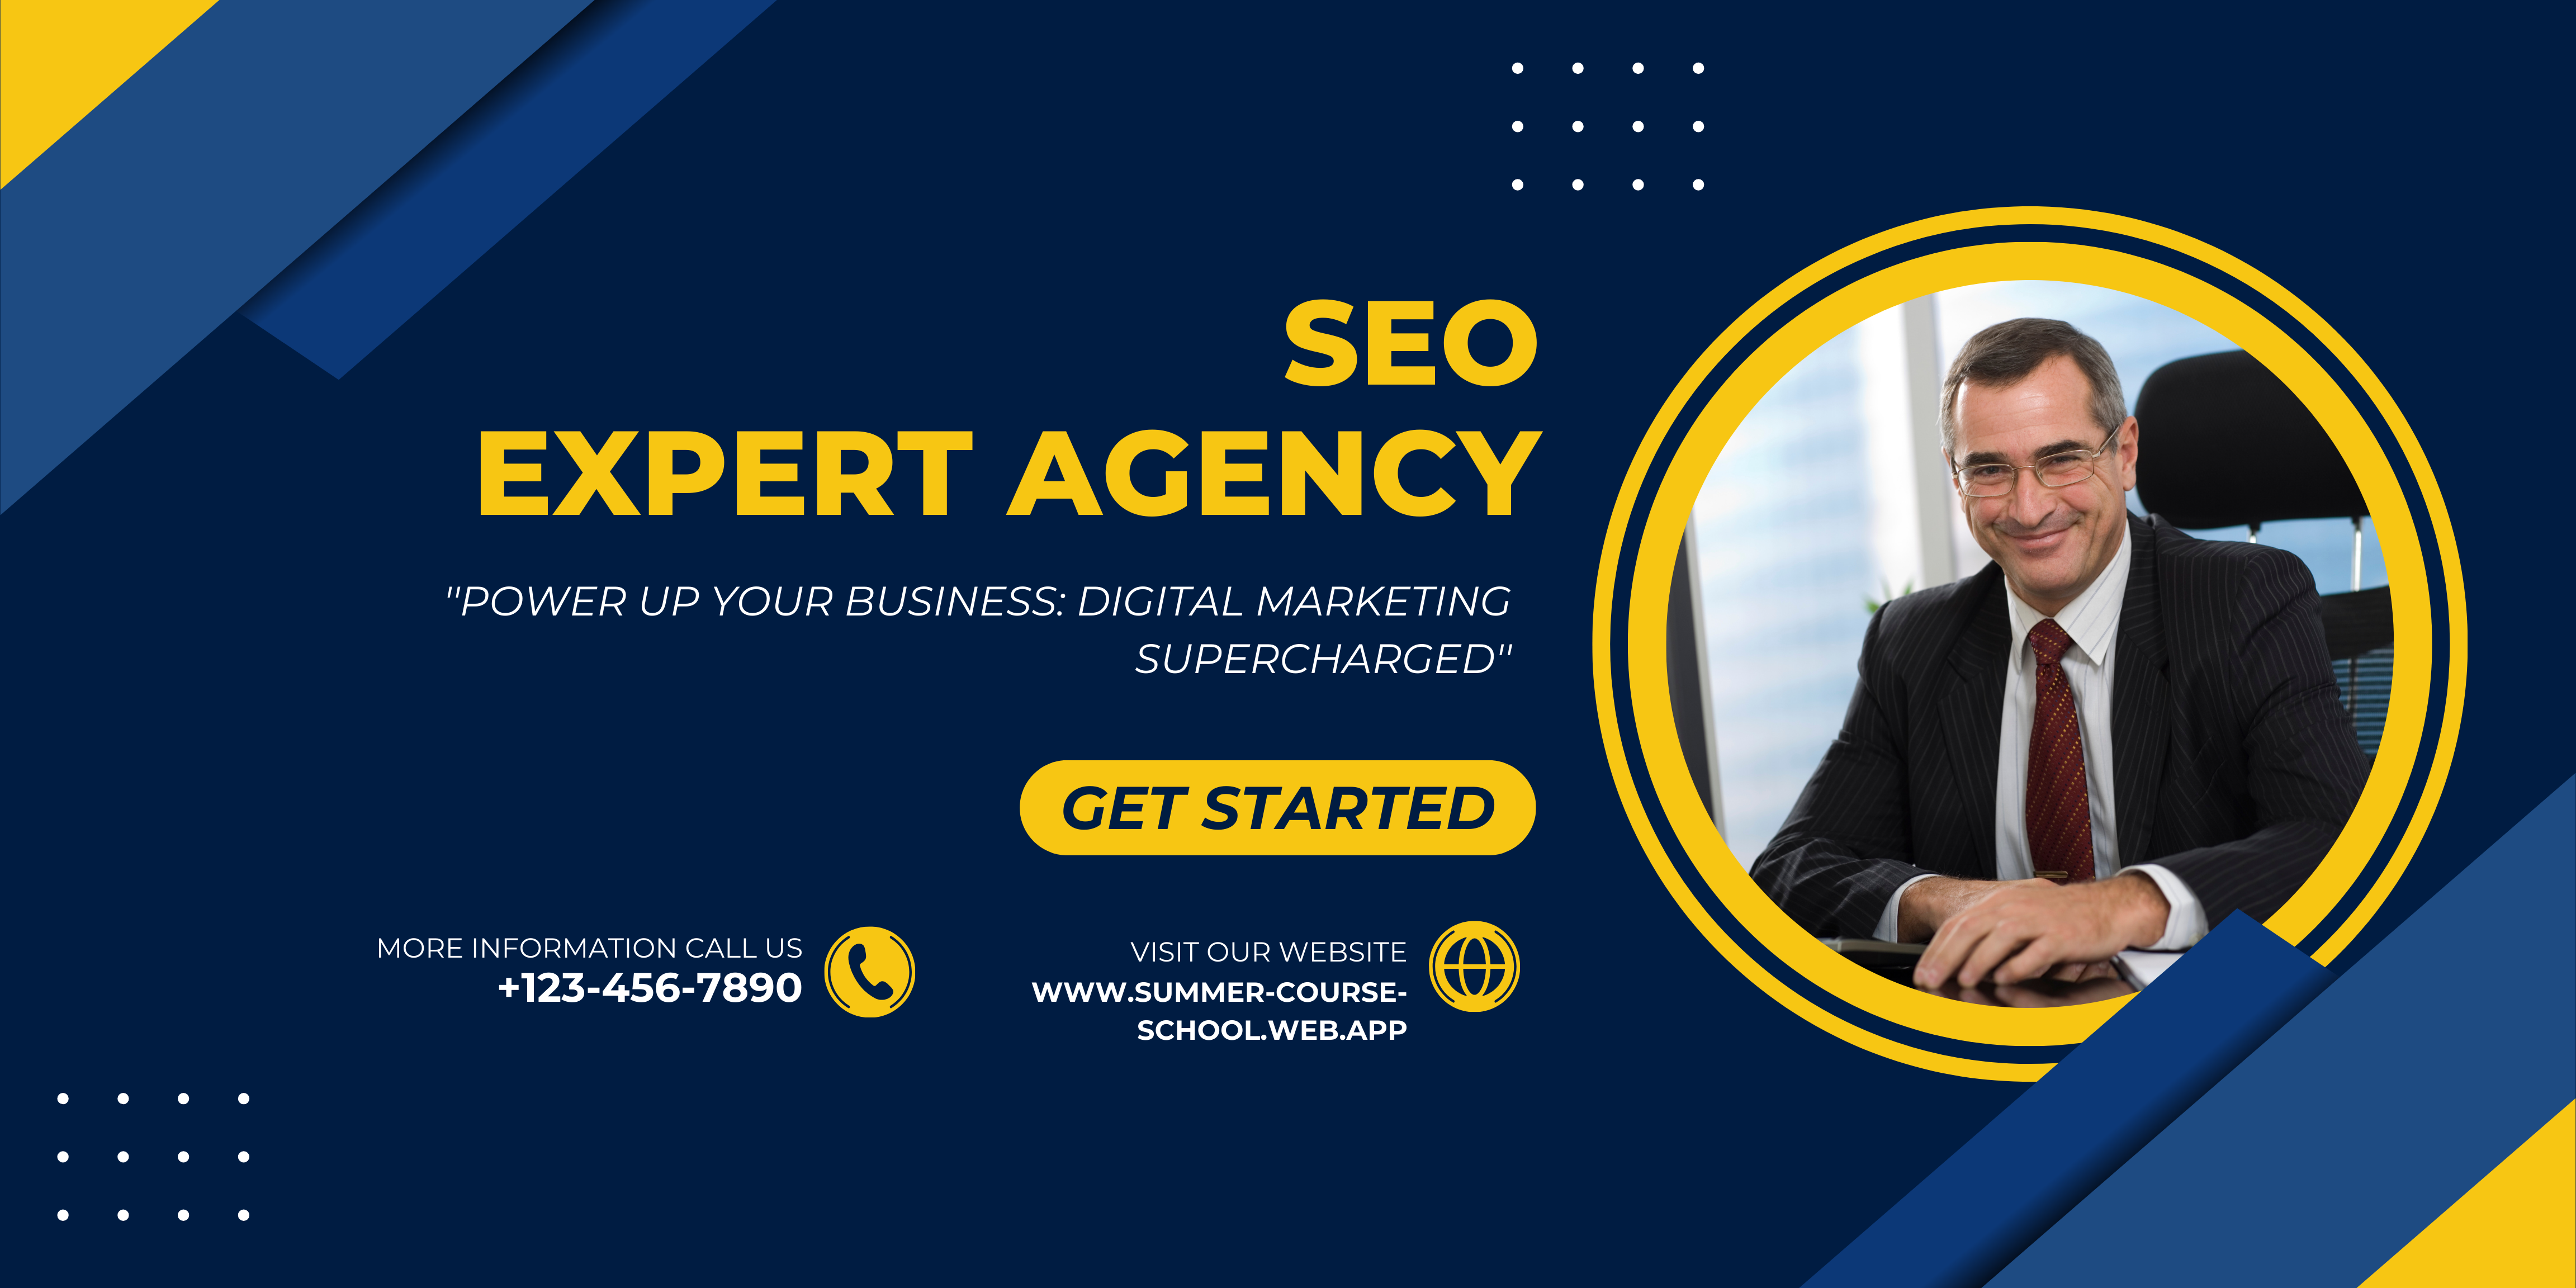 SEO
EXPERT AGENCY
"POWER UP YOUR BUSINESS: DIGITAL MARKETING
SUPERCHARGED"
GET STARTED
MORE INFORMATION CALL US
+123-456-7890
VISIT OUR WEBSITE
WWW.SUMMER-COURSE-
SCHOOL.WEB.APP